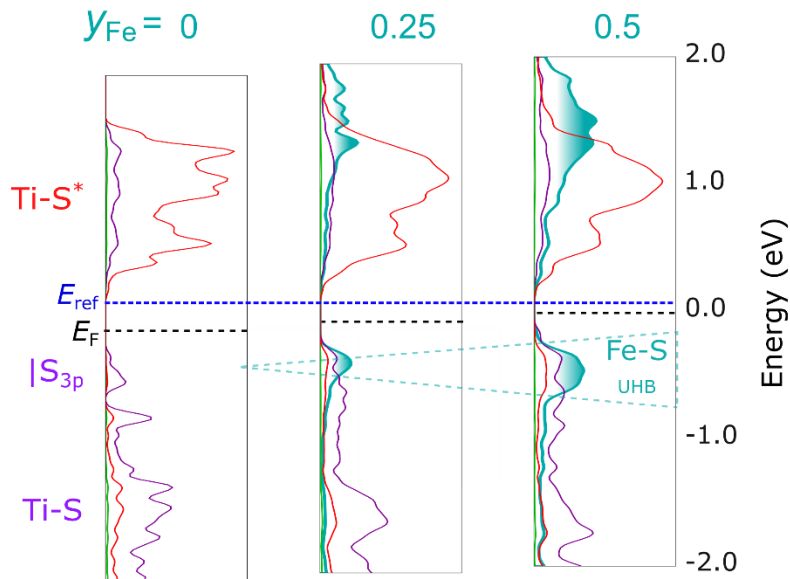 yFe = 0
0.25
0.5
2.0
Ti-S*
1.0
Eref
0.0
EF
|S3p
Fe-S
UHB
-1.0
Ti-S
-2.0
Energy (eV)